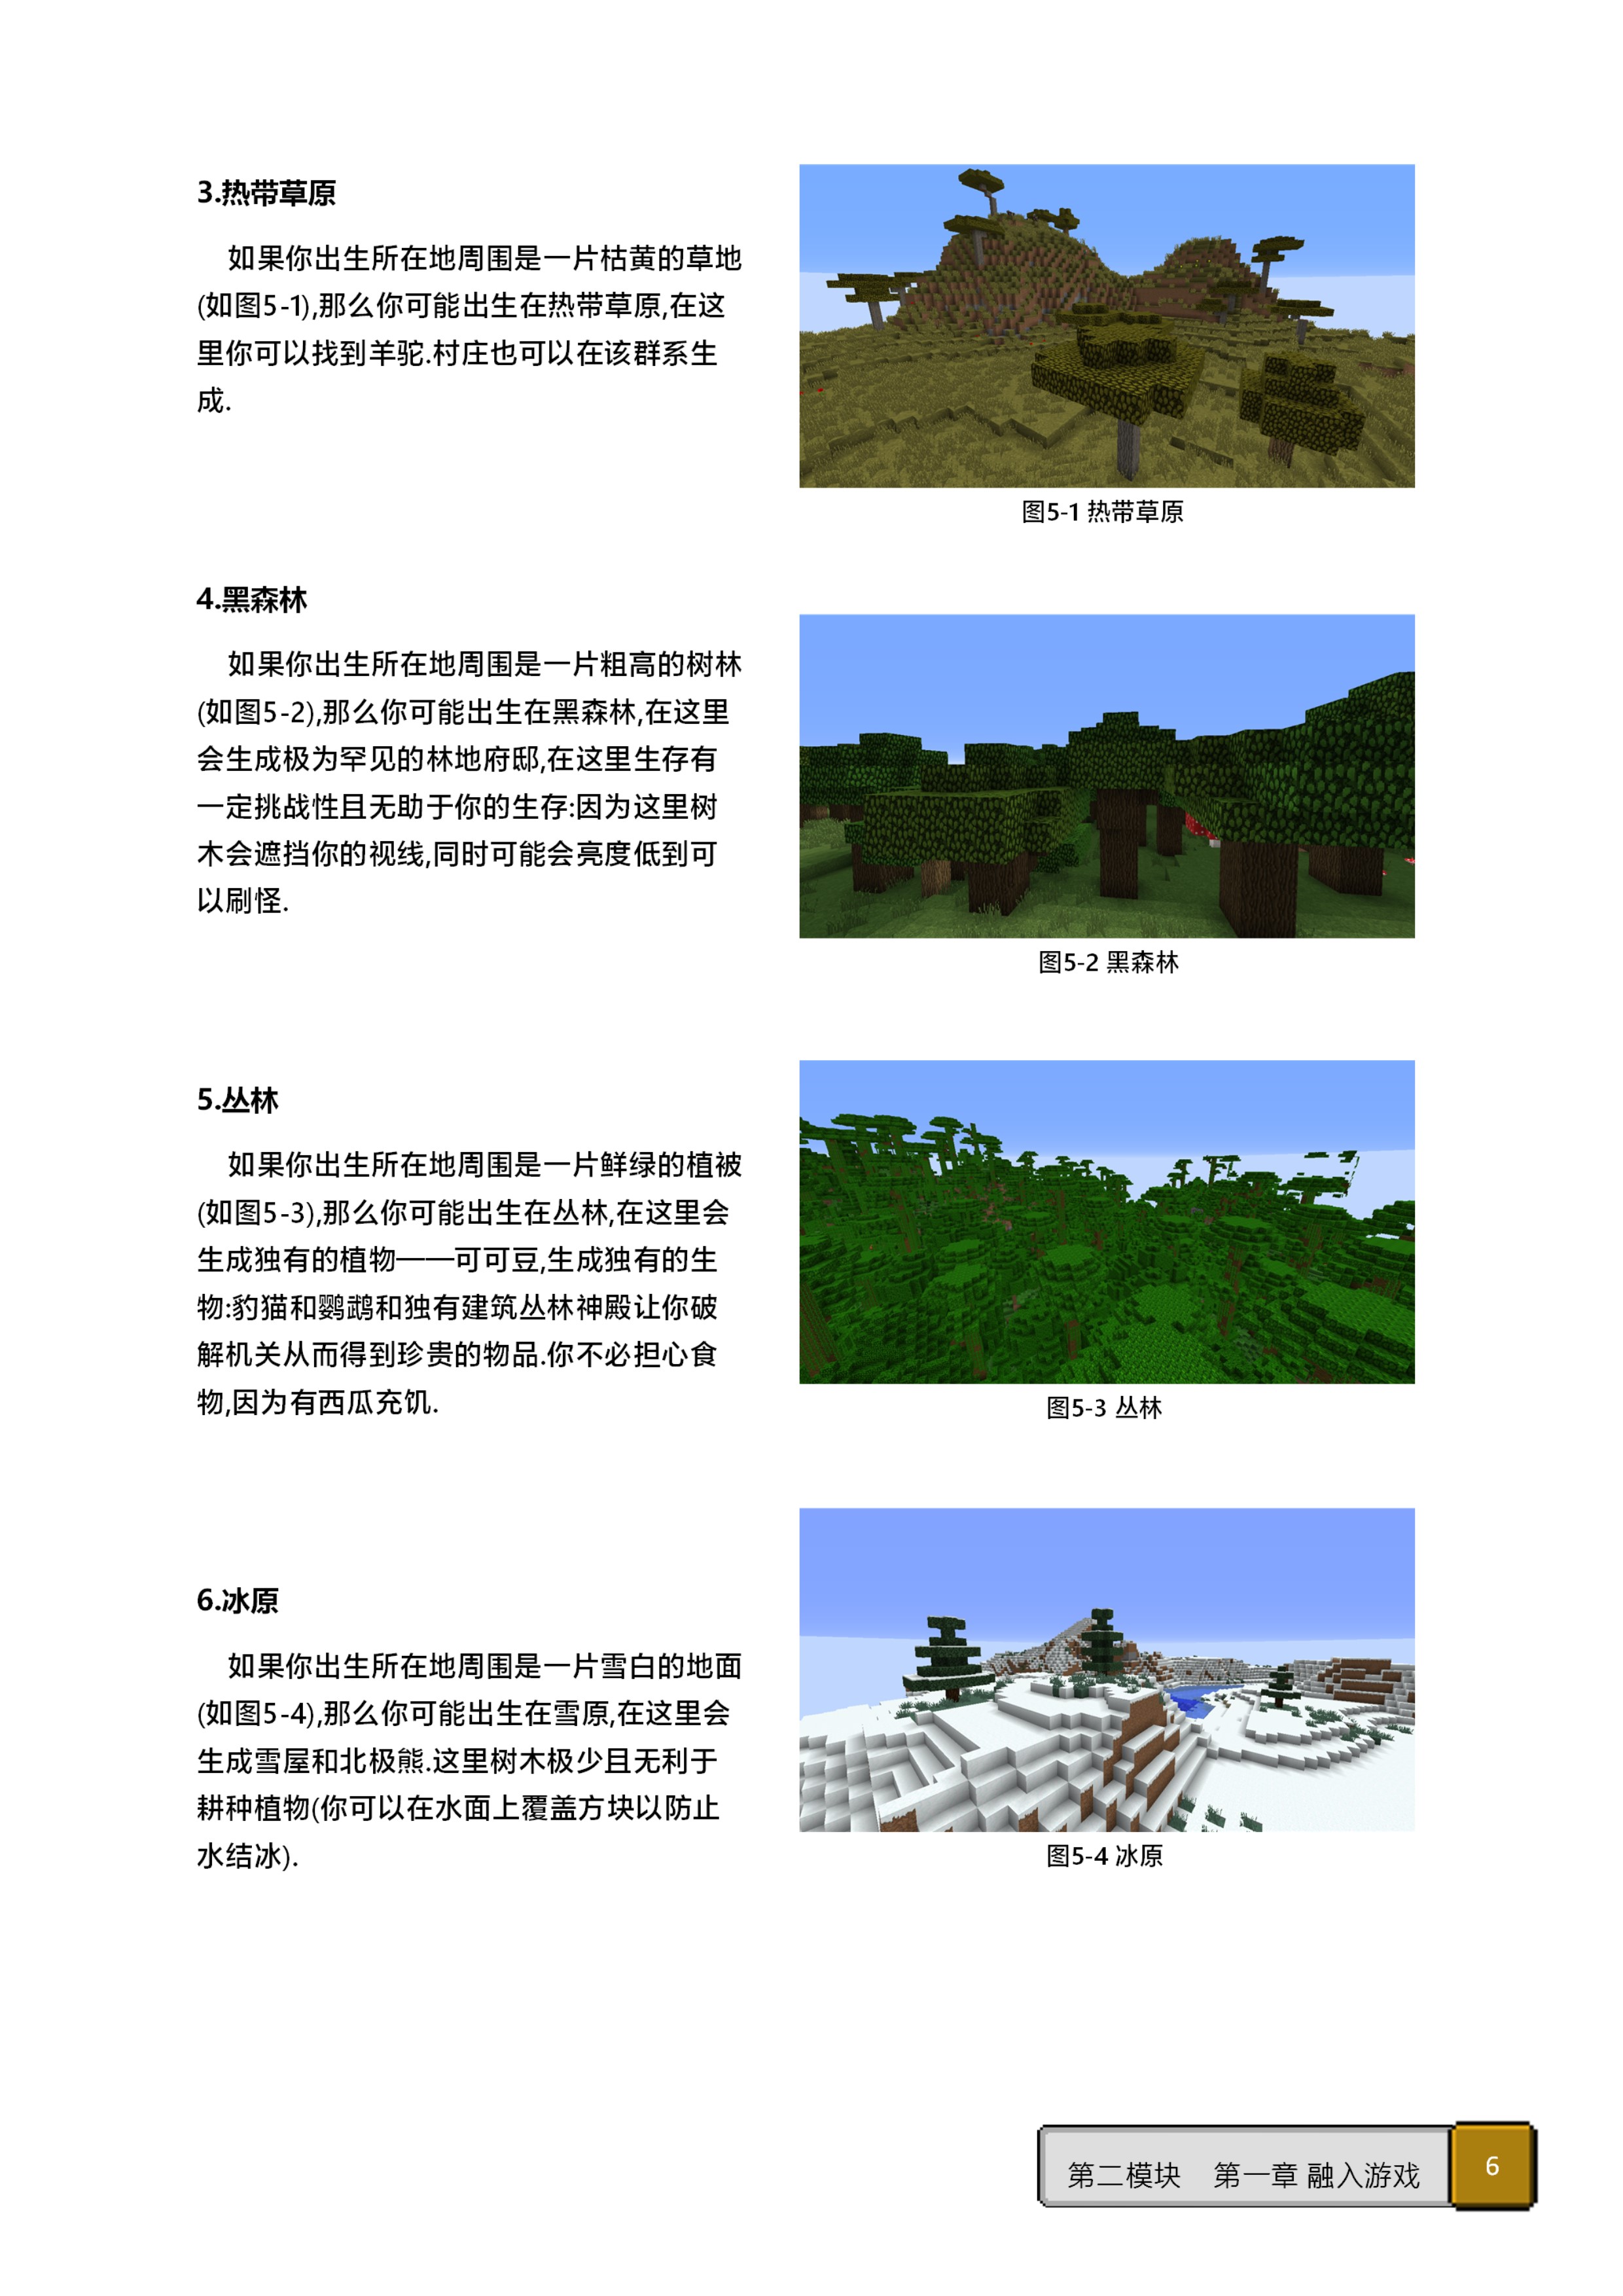 3.热带草原
如果你出生所在地周围是一片枯黄的草地
(如图5-1),那么你可能出生在热带草原,在这
里你可以找到羊驼.村庄也可以在该群系生
成.
图5-1 热带草原
4.黑森林
如果你出生所在地周围是一片粗高的树林
(如图5-2),那么你可能出生在黑森林,在这里
会生成极为罕见的林地府邸,在这里生存有
一定挑战性且无助于你的生存:因为这里树
木会遮挡你的视线,同时可能会亮度低到可
以刷怪.
图5-2 黑森林
5.丛林
如果你出生所在地周围是一片鲜绿的植被
(如图5-3),那么你可能出生在丛林,在这里会
生成独有的植物——可可豆,生成独有的生
物:豹猫和鹦鹉和独有建筑丛林神殿让你破
解机关从而得到珍贵的物品.你不必担心食
物,因为有西瓜充饥.
图5-3 丛林
6.冰原
如果你出生所在地周围是一片雪白的地面
(如图5-4),那么你可能出生在雪原,在这里会
生成雪屋和北极熊.这里树木极少且无利于
耕种植物(你可以在水面上覆盖方块以防止
水结冰).
图5-4 冰原
第二模块 第一章 融入游戏
6